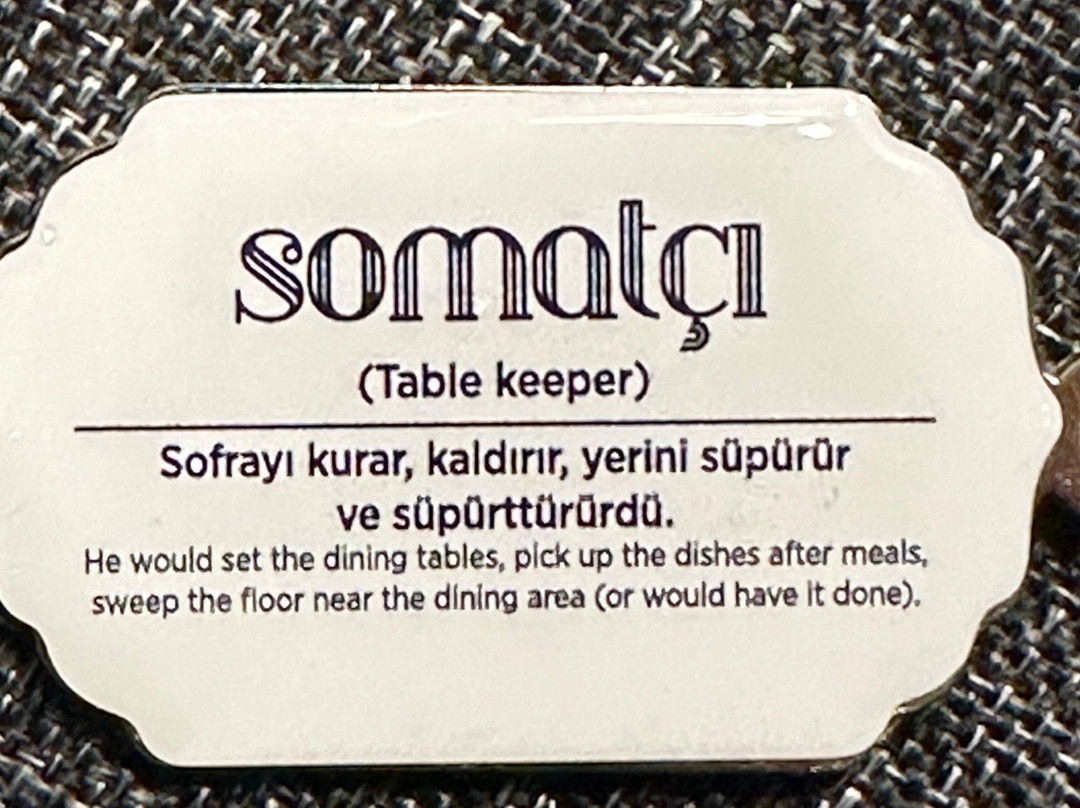 somatçı
(Table keeper)
Sofrayı kurar, kaldırır, yerini süpürür
ve süpürttürürdü.
He would set the dining tables, pick up the dishes after meals,
sweep the floor near the dining area (or would have it done).